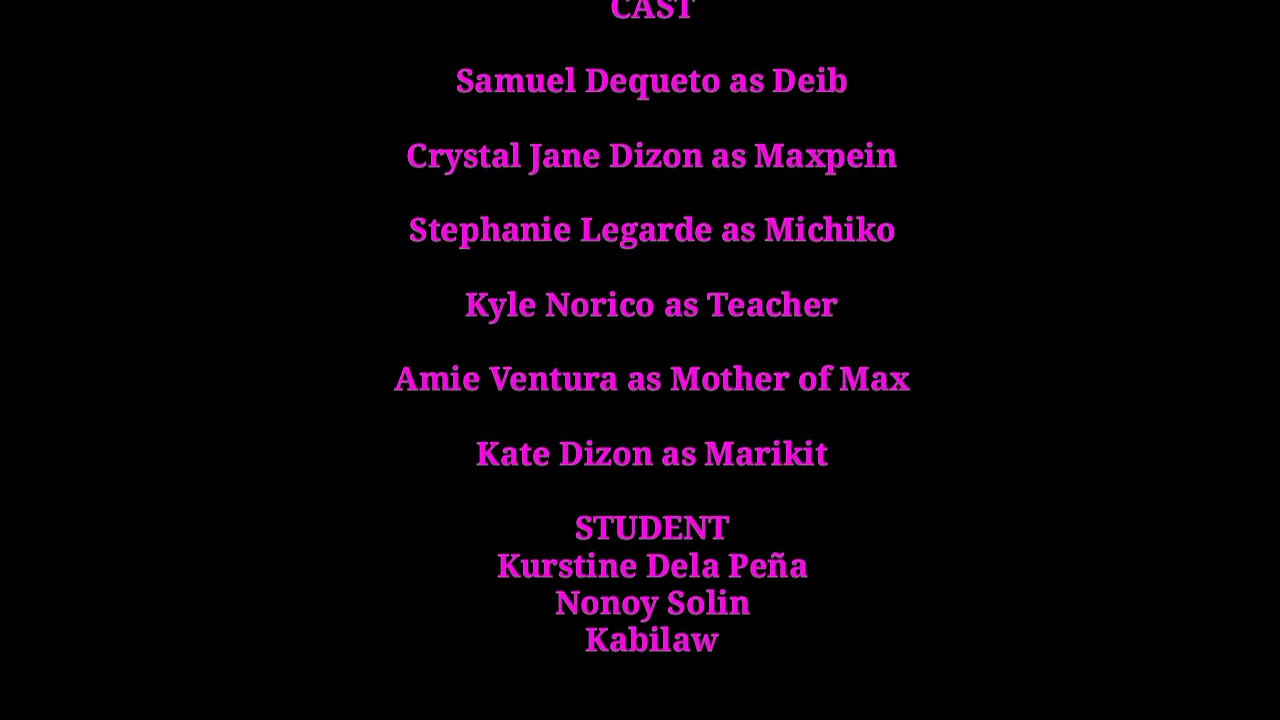 CAST
Samuel Dequeto as Deib
Crystal Jane Dizon as Maxpein
Stephanie Legarde as Michiko
Kyle Norico as Teacher
Amie Ventura as Mother of Max
Kate Dizon as Marikit
STUDENT
Kurstine Dela Peña
Nonoy Solin
Kabilaw